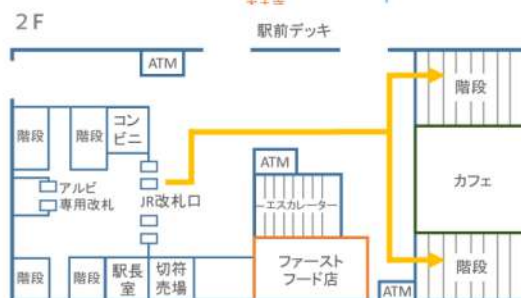 2F
駅前デッキ
ATM
階段
階段
階段
コン
ビニ
ATM
カフェ
アルビ
専用改札
JR改札口
エスカレーター
階段
階段
駅長
室
切符
売場
ファースト
フード店
ATM
階段